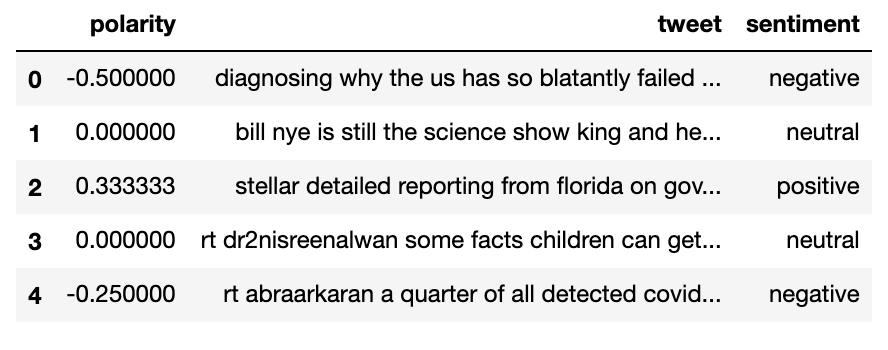 polarity tweet sentiment
0 -0.500000 diagnosing why the us has so blatantly failed ... negative
1 0.000000 bill nye is still the science show king and he... neutral
2 0.333333 stellar detailed reporting from florida on gov... positive
3 0.000000 rt dr2nisreenalwan some facts children can get... neutral
4 -0.250000 rt abraarkaran a quarter of all detected covid... negative